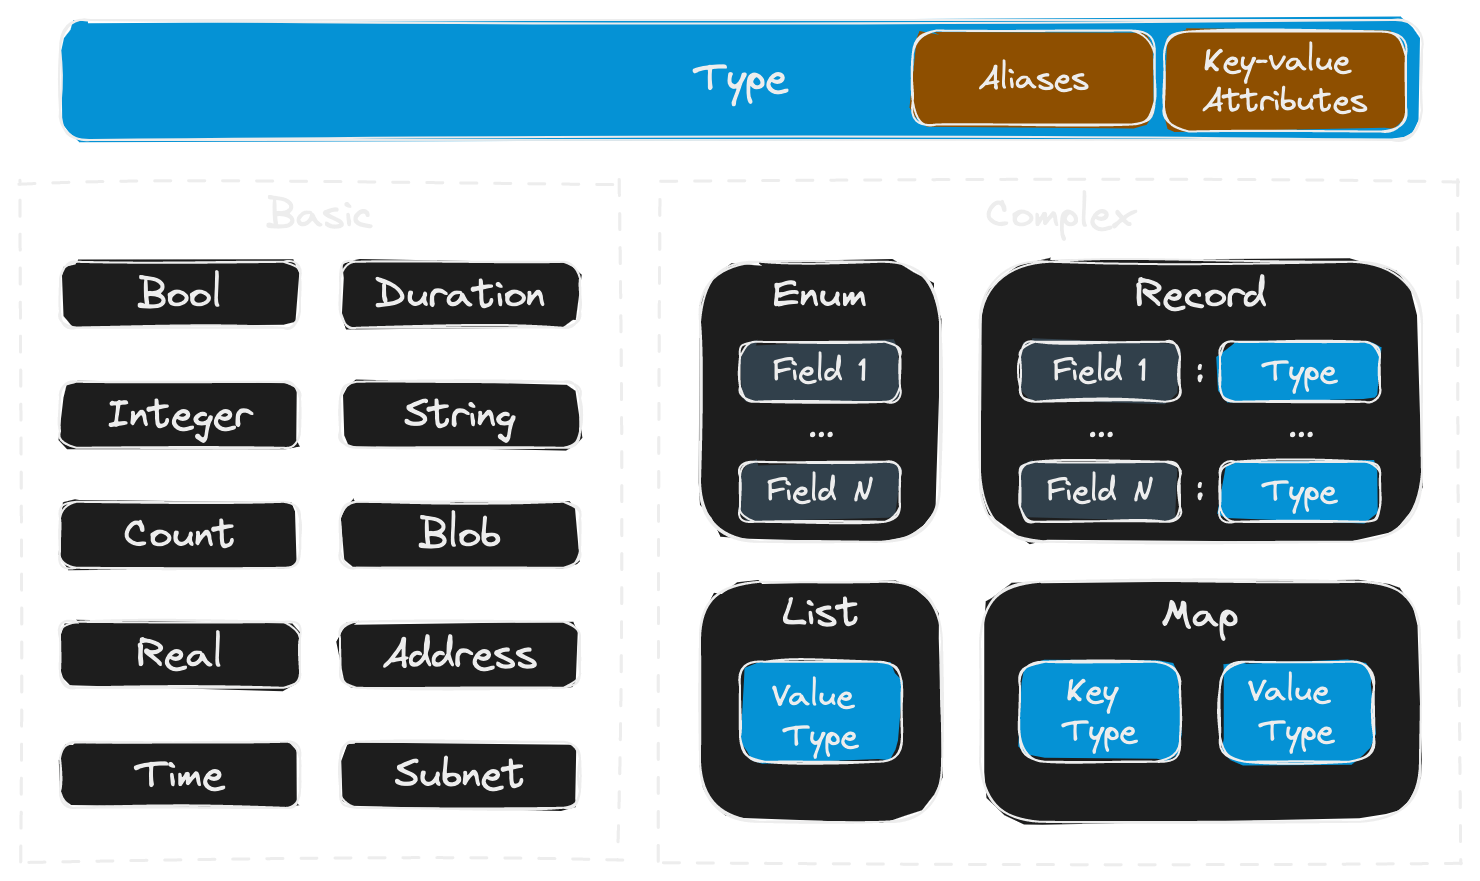 Type
Aliases
Key-value
Attributes
Basic
Bool
Duration
Integer
String
Count
Blob
Real
Address
Time
Subnet
Complex
Enum
Field 1
...
Field N
Record
Field 1 : Type
... ...
Field N : Type
List
Value
Type
Map
Key
Type
Value
Type